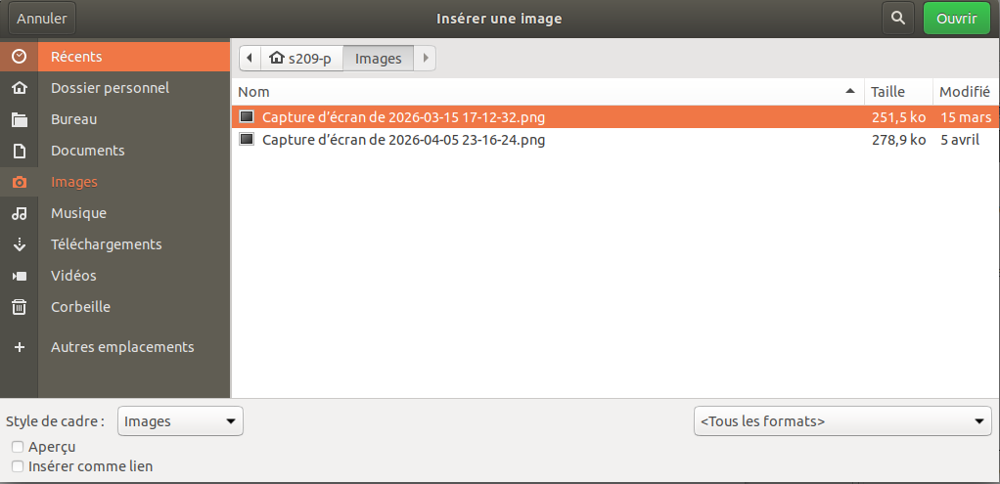 Annuler
Insérer une image
Ouvrir
Récents
Dossier personnel
Bureau
Documents
Images
Musique
Téléchargements
Vidéos
Corbeille
Autres emplacements
s209-p Images
Nom Taille Modifié
Capture d'écran de 2026-03-15 17-12-32.png 251,5 ko 15 mars
Capture d'écran de 2026-04-05 23-16-24.png 278,9 ko 5 avril
Style de cadre : Images
<Tous les formats>
Aperçu
Insérer comme lien